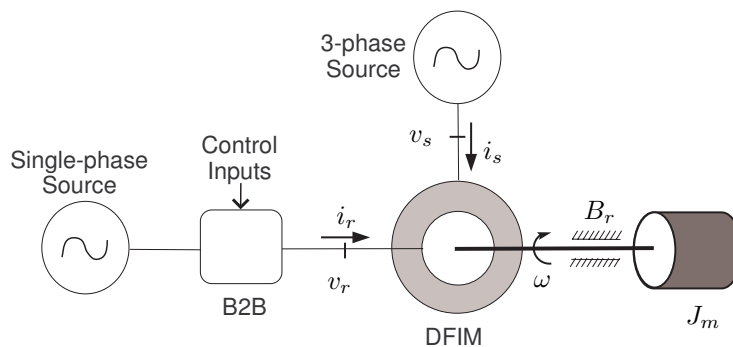 3-phase
Source
v_s
i_s
Single-phase
Source
Control
Inputs
i_r
v_r
B2B
DFIM
B_r
ω
J_m